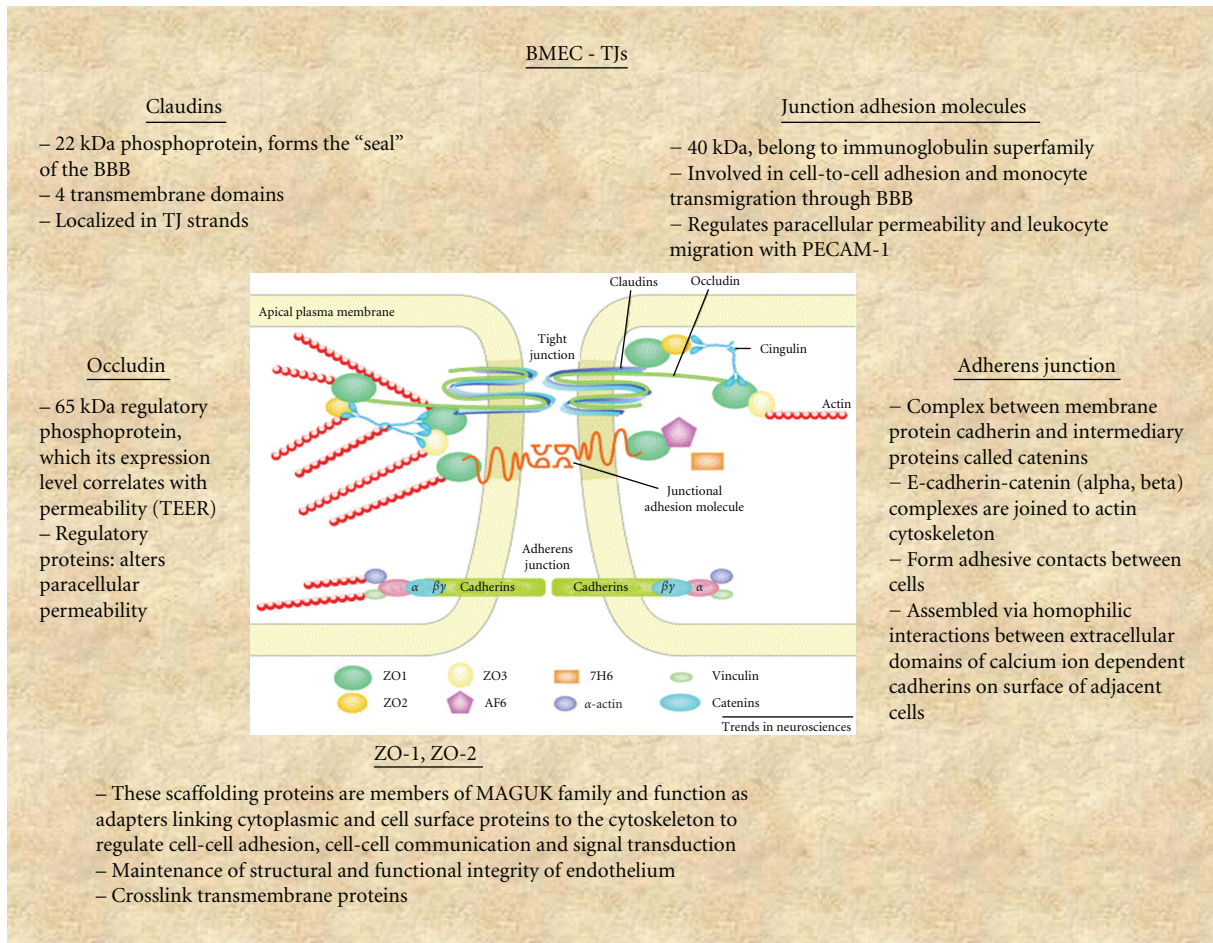 BMEC - TJs
Claudins
– 22 kDa phosphoprotein, forms the “seal”
of the BBB
– 4 transmembrane domains
– Localized in TJ strands
Junction adhesion molecules
– 40 kDa, belong to immunoglobulin superfamily
– Involved in cell-to-cell adhesion and monocyte
transmigration through BBB
– Regulates paracellular permeability and leukocyte
migration with PECAM-1
Occludin
– 65 kDa regulatory
phosphoprotein,
which its expression
level correlates with
permeability (TEER)
– Regulatory
proteins: alters
paracellular
permeability
Claudins
Occludin
Apical plasma membrane
Tight
junction
Cingulin
Actin
Junctional
adhesion molecule
Adherens
junction
α βγ Cadherins
Cadherins βγ α
ZO1
ZO3
7H6
Vinculin
ZO2
AF6
α-actin
Catenins
Trends in neurosciences
Adherens junction
– Complex between membrane
protein cadherin and intermediary
proteins called catenins
– E-cadherin-catenin (alpha, beta)
complexes are joined to actin
cytoskeleton
– Form adhesive contacts between
cells
– Assembled via homophilic
interactions between extracellular
domains of calcium ion dependent
cadherins on surface of adjacent
cells
ZO-1, ZO-2
– These scaffolding proteins are members of MAGUK family and function as
adapters linking cytoplasmic and cell surface proteins to the cytoskeleton to
regulate cell-cell adhesion, cell-cell communication and signal transduction
– Maintenance of structural and functional integrity of endothelium
– Crosslink transmembrane proteins